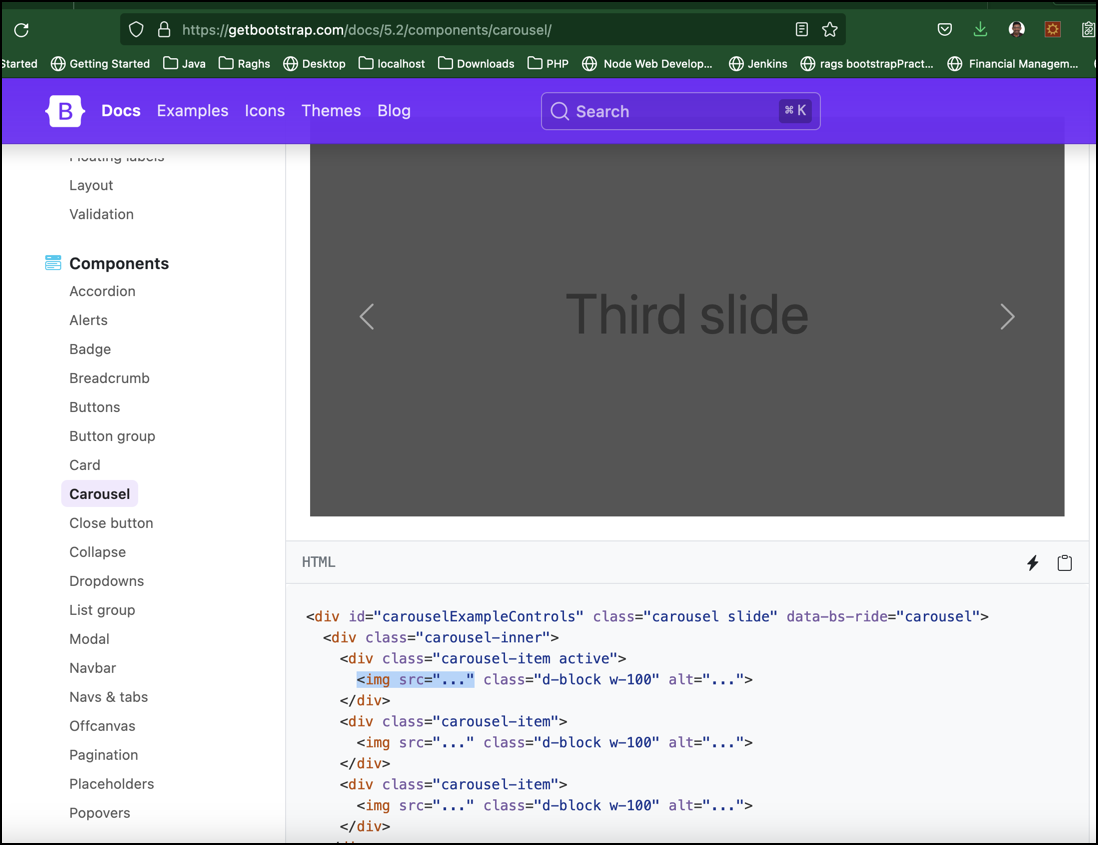 https://getbootstrap.com/docs/5.2/components/carousel/
Started Getting Started Java Raghs Desktop localhost Downloads PHP Node Web Develop... Jenkins rags bootstrapPract... Financial Managem...
B Docs Examples Icons Themes Blog Search ⌘ K
Floating labels
Layout
Validation
Components
Accordion
Alerts
Badge
Breadcrumb
Buttons
Button group
Card
Carousel
Close button
Collapse
Dropdowns
List group
Modal
Navbar
Navs & tabs
Offcanvas
Pagination
Placeholders
Popovers
Third slide
HTML
<div id="carouselExampleControls" class="carousel slide" data-bs-ride="carousel">
<div class="carousel-inner">
<div class="carousel-item active">
<img src="..." class="d-block w-100" alt="...">
</div>
<div class="carousel-item">
<img src="..." class="d-block w-100" alt="...">
</div>
<div class="carousel-item">
<img src="..." class="d-block w-100" alt="...">
</div>